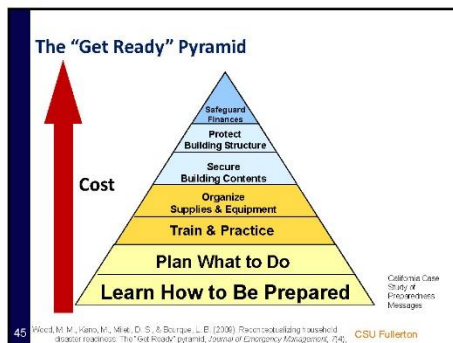 The "Get Ready" Pyramid
Cost
Safeguard
Finances
Protect
Building Structure
Secure
Building Contents
Organize
Supplies & Equipment
Train & Practice
Plan What to Do
Learn How to Be Prepared
California Case
Study of
Preparedness
Messages
45
Wood, M. M., Kano, M., Mileti, D. S., & Bourque, L. B. (2009). Reconceptualizing household
disaster readiness: The "Get Ready" pyramid, Journal of Emergency Management, 7(4),
CSU Fullerton